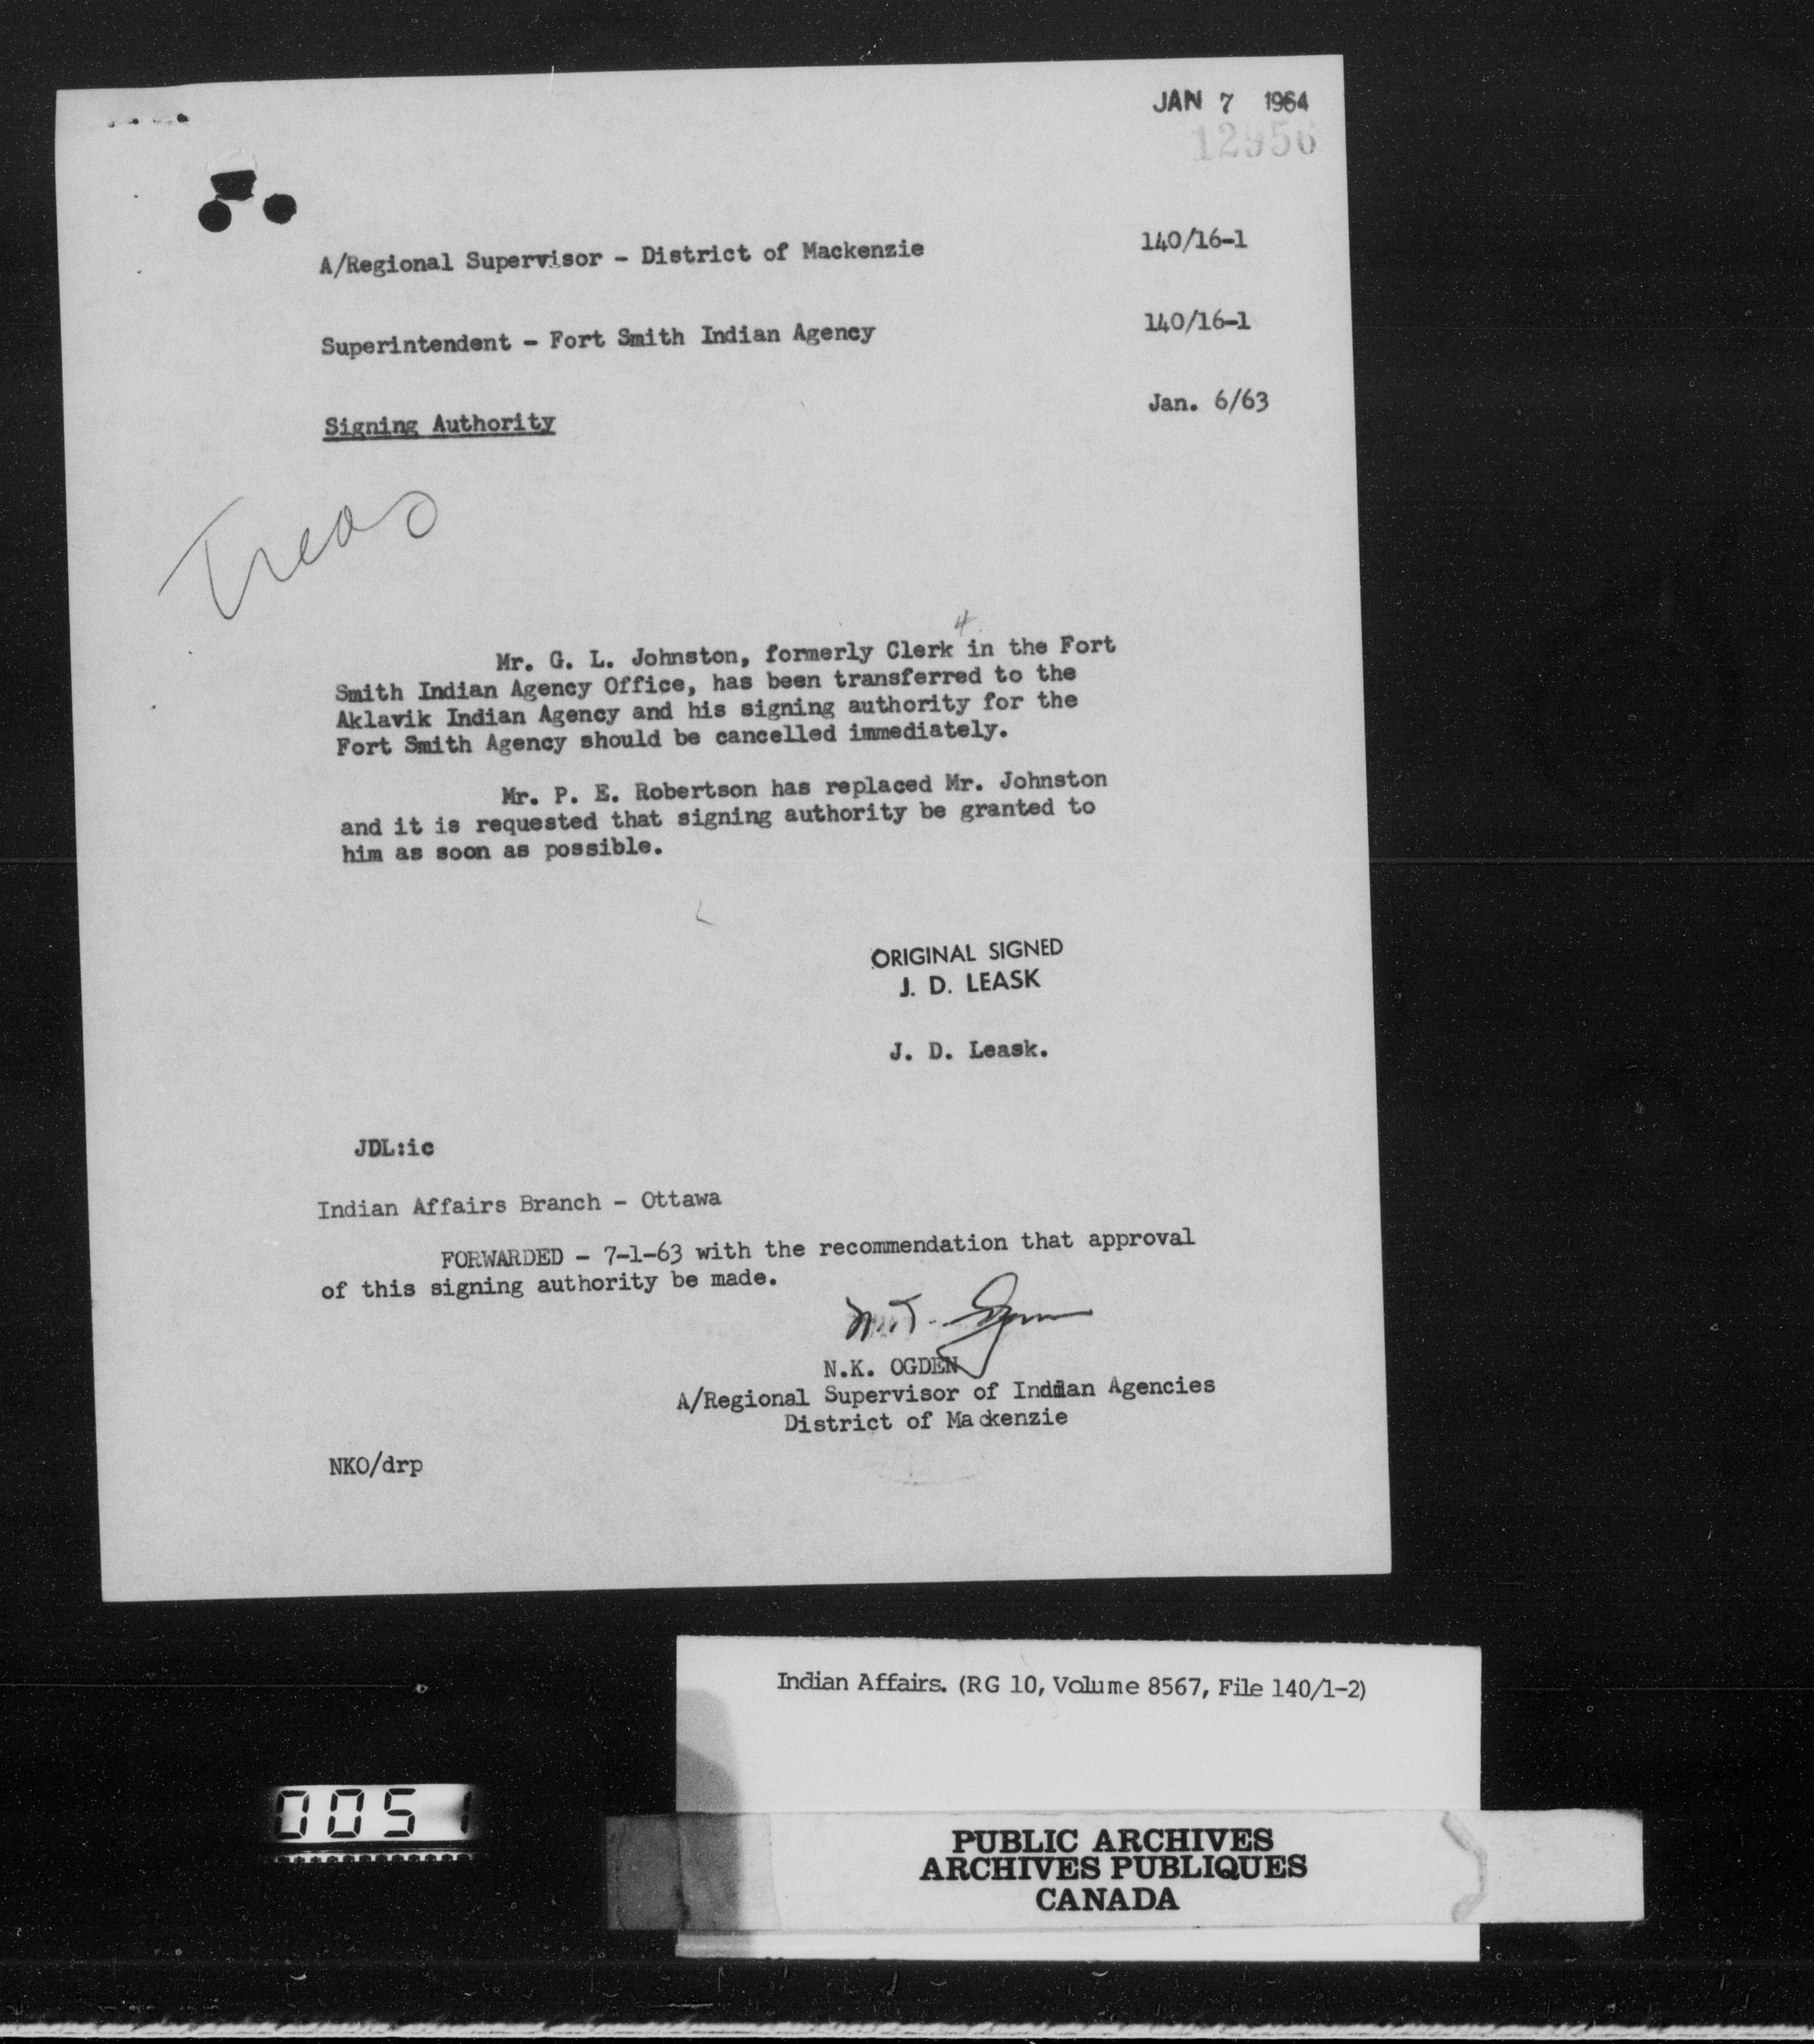 JAN 7 1964
12956
A/Regional Supervisor - District of Mackenzie 140/16-1
Superintendent - Fort Smith Indian Agency 140/16-1
Signing Authority Jan. 6/63
Treas
4
Mr. G. L. Johnston, formerly Clerk in the Fort
Smith Indian Agency Office, has been transferred to the
Aklavik Indian Agency and his signing authority for the
Fort Smith Agency should be cancelled immediately.
Mr. P. E. Robertson has replaced Mr. Johnston
and it is requested that signing authority be granted to
him as soon as possible.
ORIGINAL SIGNED
J. D. LEASK
J. D. Leask.
JDL:ic
Indian Affairs Branch - Ottawa
FORWARDED - 7-1-63 with the recommendation that approval
of this signing authority be made.
N.K. OGDEN
A/Regional Supervisor of Indian Agencies
District of Mackenzie
NKO/drp
Indian Affairs. (RG 10, Volume 8567, File 140/1-2)
0051
PUBLIC ARCHIVES
ARCHIVES PUBLIQUES
CANADA